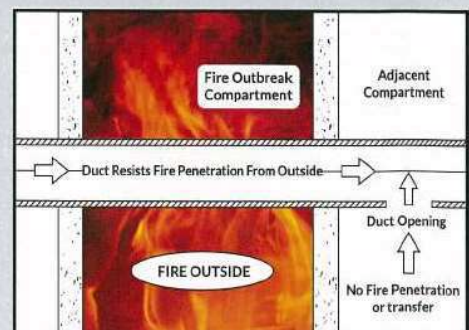 Fire Outbreak
Compartment
Adjacent
Compartment
Duct Resists Fire Penetration From Outside
Duct Opening
FIRE OUTSIDE
No Fire Penetration
or transfer